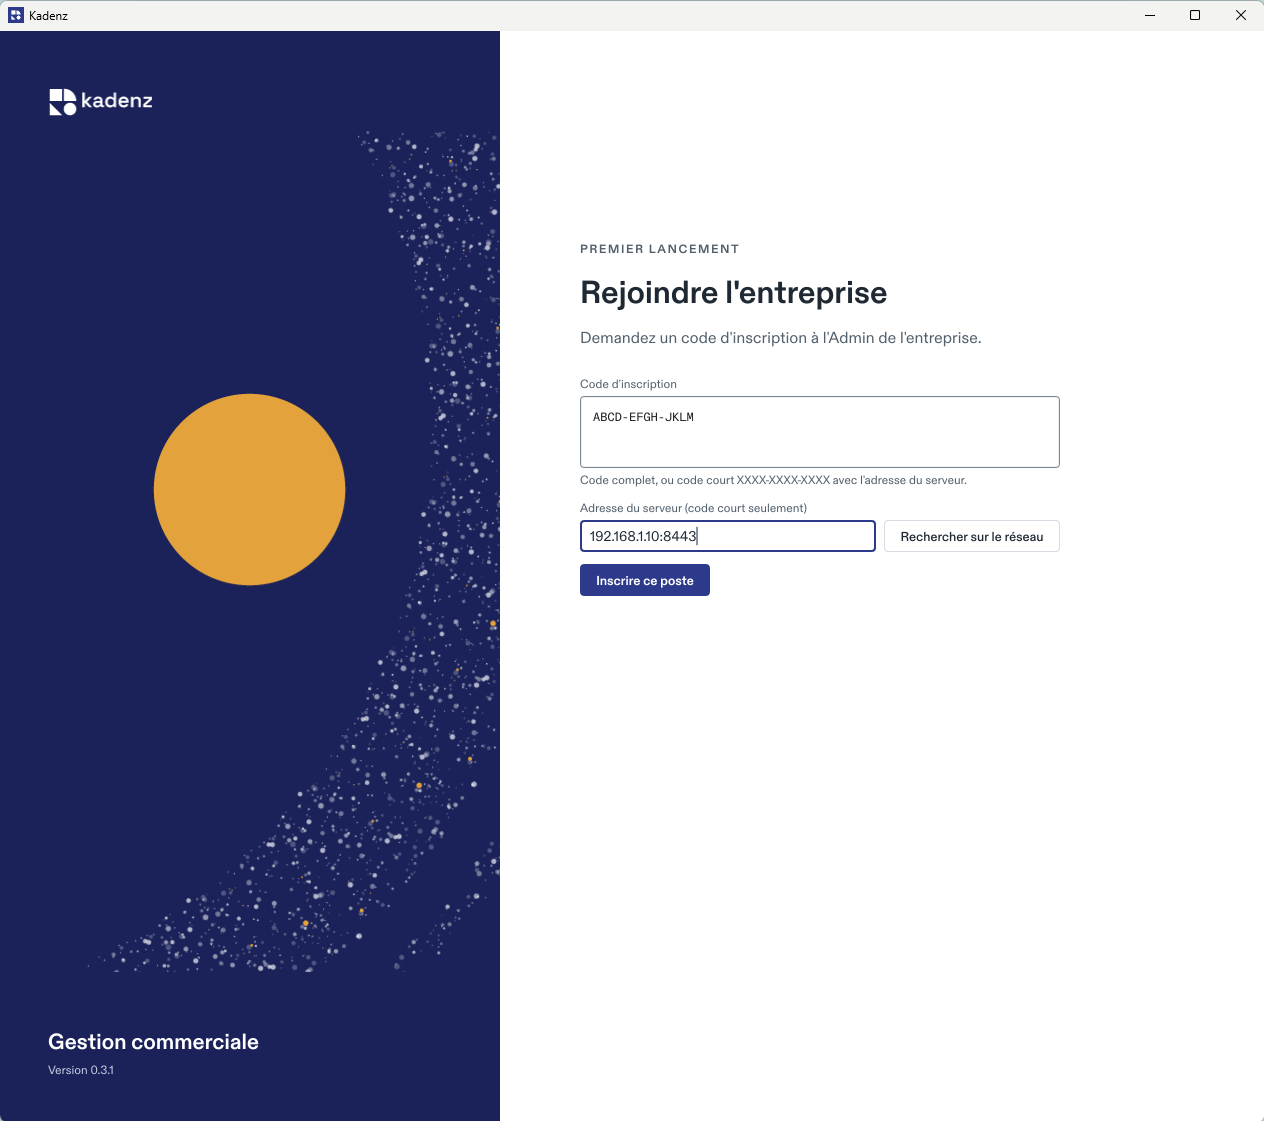 Kadenz
kadenz
PREMIER LANCEMENT
Rejoindre l'entreprise
Demandez un code d'inscription à l'Admin de l'entreprise.
Code d'inscription
ABCD-EFGH-JKLM
Code complet, ou code court XXXX-XXXX-XXXX avec l'adresse du serveur.
Adresse du serveur (code court seulement)
192.168.1.10:8443
Rechercher sur le réseau
Inscrire ce poste
Gestion commerciale
Version 0.3.1